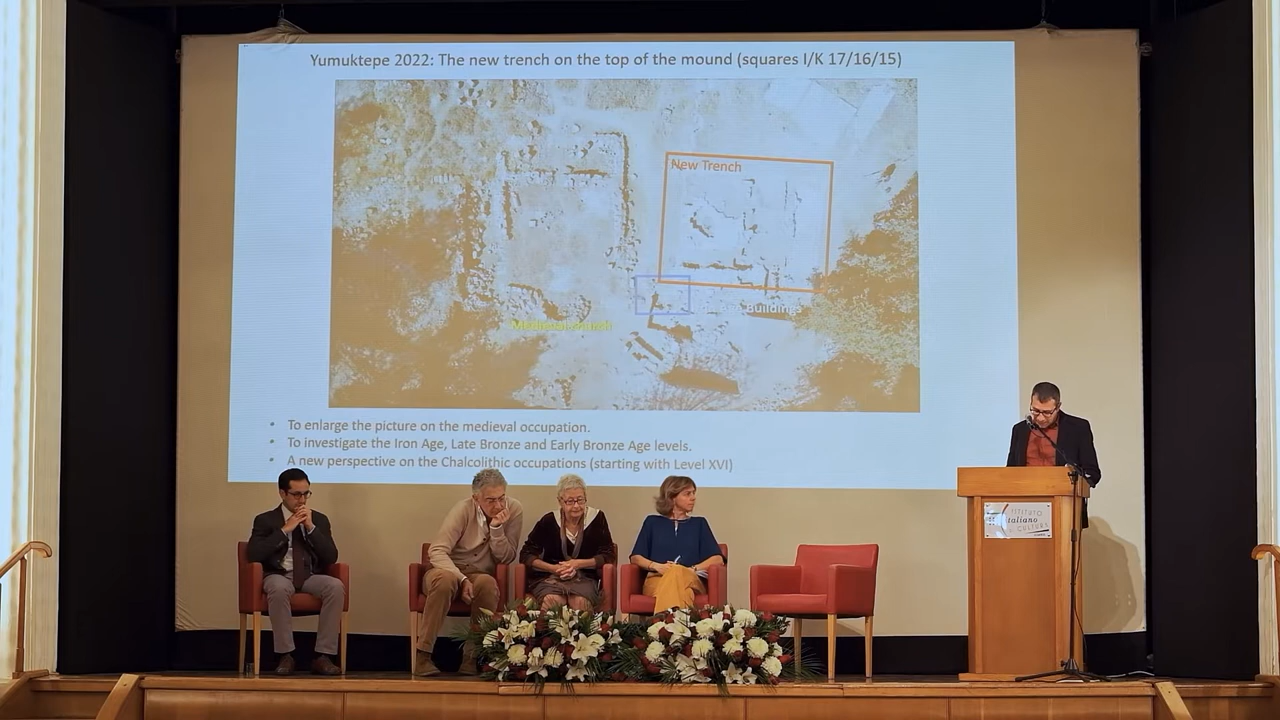 Yumuktepe 2022: The new trench on the top of the mound (squares I/K 17/16/15)
New Trench
Buildings
Medieval
• To enlarge the picture on the medieval occupation.
• To investigate the Iron Age, Late Bronze and Early Bronze Age levels.
• A new perspective on the Chalcolithic occupations (starting with Level XVI)
italiano
di CULTURA